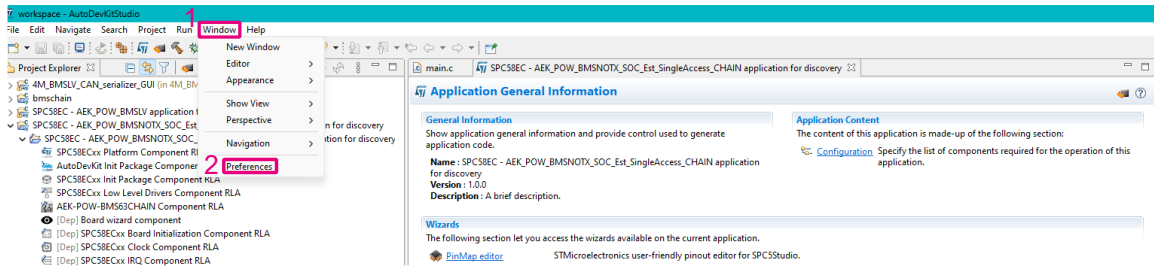 workspace - AutoDevKitStudio
1
File Edit Navigate Search Project Run Window Help
New Window
Editor
Appearance
Show View
Perspective
Navigation
2 Preferences
Project Explorer
4M_BMSLV_CAN_serializer_GUI (in 4M_BM
bmschain
SPC58EC - AEK_POW_BMSLV application f
SPC58EC - AEK_POW_BMSNOTX_SOC_Est n for discovery
SPC58EC - AEK_POW_BMSNOTX_SOC_ ation for discovery
SPC58ECxx Platform Component RL
AutoDevKit Init Package Componer
SPC58ECxx Init Package Component RLA
SPC58ECxx Low Level Drivers Component RLA
AEK-POW-BMS63CHAIN Component RLA
[Dep] Board wizard component
[Dep] SPC58ECxx Board Initialization Component RLA
[Dep] SPC58ECxx Clock Component RLA
[Dep] SPC58ECxx IRQ Component RLA
main.c SPC58EC - AEK_POW_BMSNOTX_SOC_Est_SingleAccess_CHAIN application for discovery
Application General Information
General Information
Show application general information and provide control used to generate
application code.
Name : SPC58EC - AEK_POW_BMSNOTX_SOC_Est_SingleAccess_CHAIN application
for discovery
Version : 1.0.0
Description : A brief description.
Application Content
The content of this application is made-up of the following section:
Configuration Specify the list of components required for the operation of this
application.
Wizards
The following section let you access the wizards available on the current application.
PinMap editor STMicroelectronics user-friendly pinout editor for SPC5Studio.